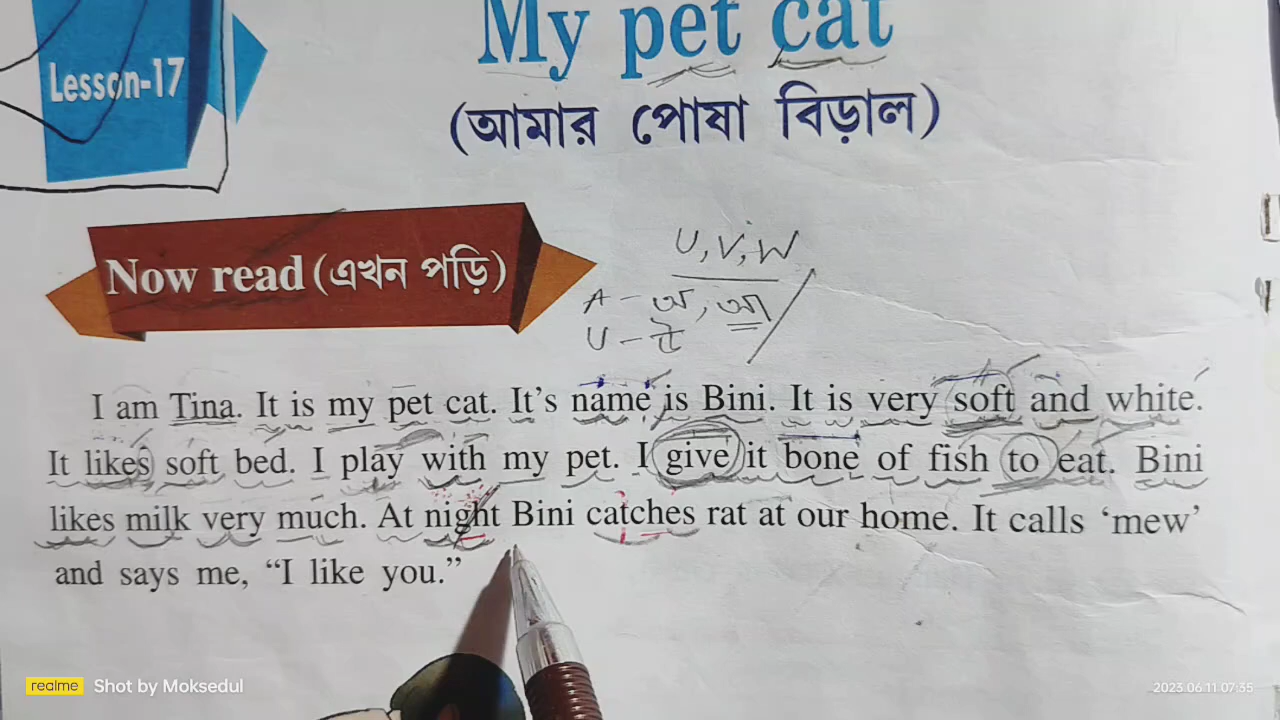 My pet cat
Lesson-17
(আমার পোষা বিড়াল)
U, V, W
Now read (এখন পড়ি)
A - অ, আ
U -
I am Tina. It is my pet cat. It's name is Bini. It is very soft and white.
It likes soft bed. I play with my pet. I give it bone of fish to eat. Bini
likes milk very much. At night Bini catches rat at our home. It calls ‘mew’
and says me, “I like you.”
realme Shot by Moksedul
2023.06.11 07:35